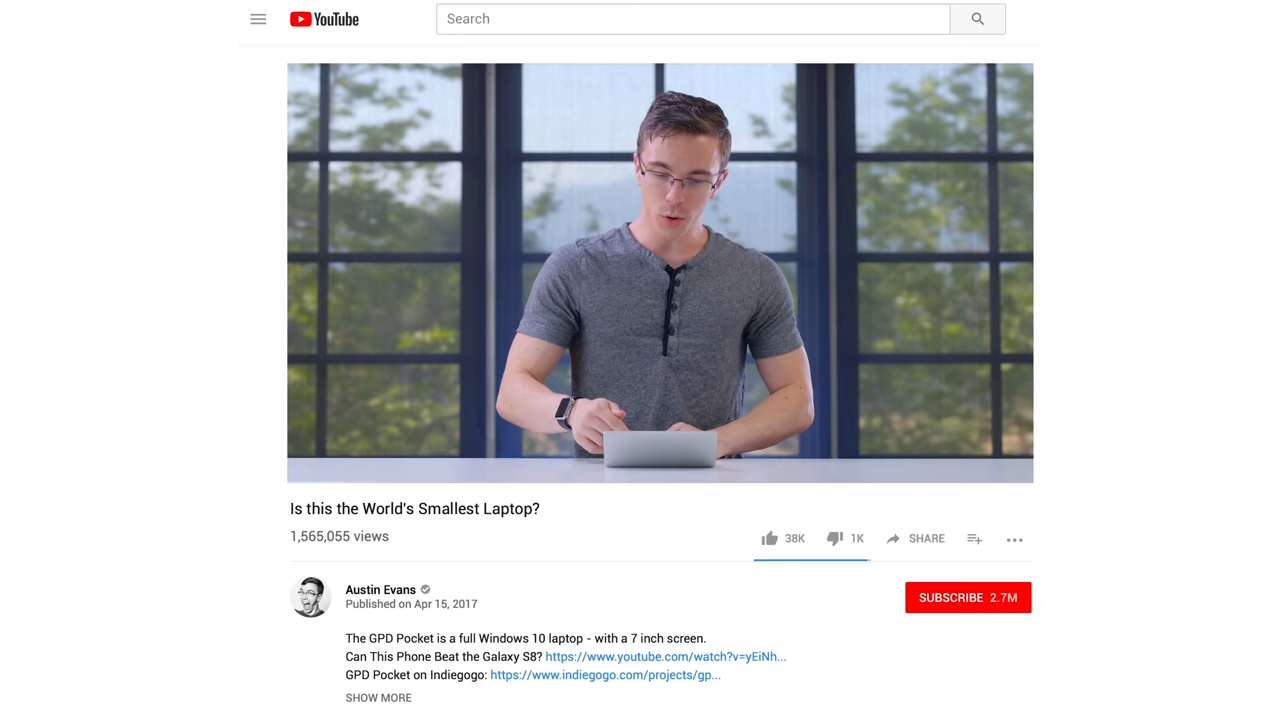 YouTube
Search
Is this the World's Smallest Laptop?
1,565,055 views
38K 1K SHARE
Austin Evans
Published on Apr 15, 2017
SUBSCRIBE 2.7M
The GPD Pocket is a full Windows 10 laptop - with a 7 inch screen.
Can This Phone Beat the Galaxy S8? https://www.youtube.com/watch?v=yEiNh...
GPD Pocket on Indiegogo: https://www.indiegogo.com/projects/gp...
SHOW MORE